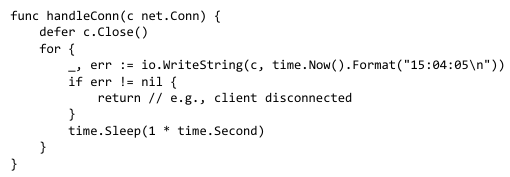 func handleConn(c net.Conn) {
    defer c.Close()
    for {
        _, err := io.WriteString(c, time.Now().Format("15:04:05\n"))
        if err != nil {
            return // e.g., client disconnected
        }
        time.Sleep(1 * time.Second)
    }
}